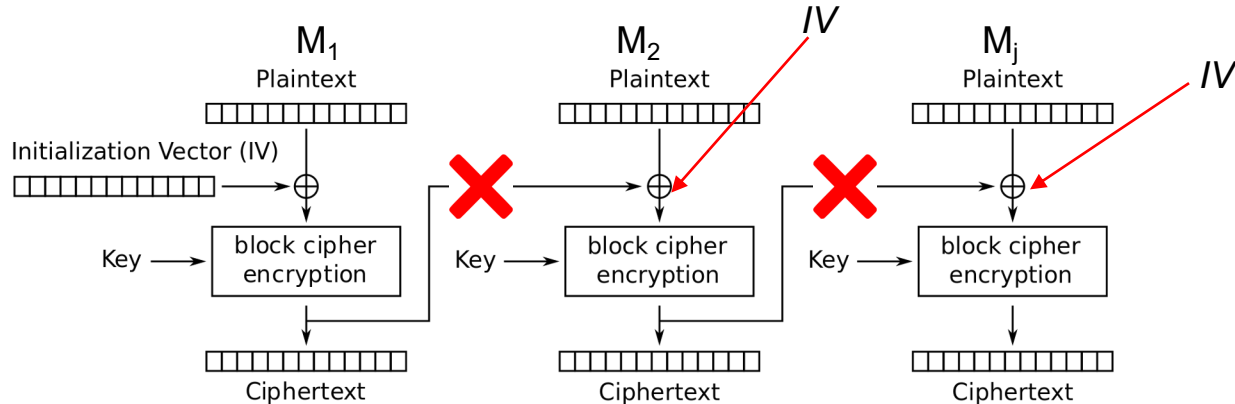 M1
Plaintext
M2
Plaintext
IV
Mj
Plaintext
IV
Initialization Vector (IV)
Key
block cipher
encryption
Key
block cipher
encryption
Key
block cipher
encryption
Ciphertext
Ciphertext
Ciphertext